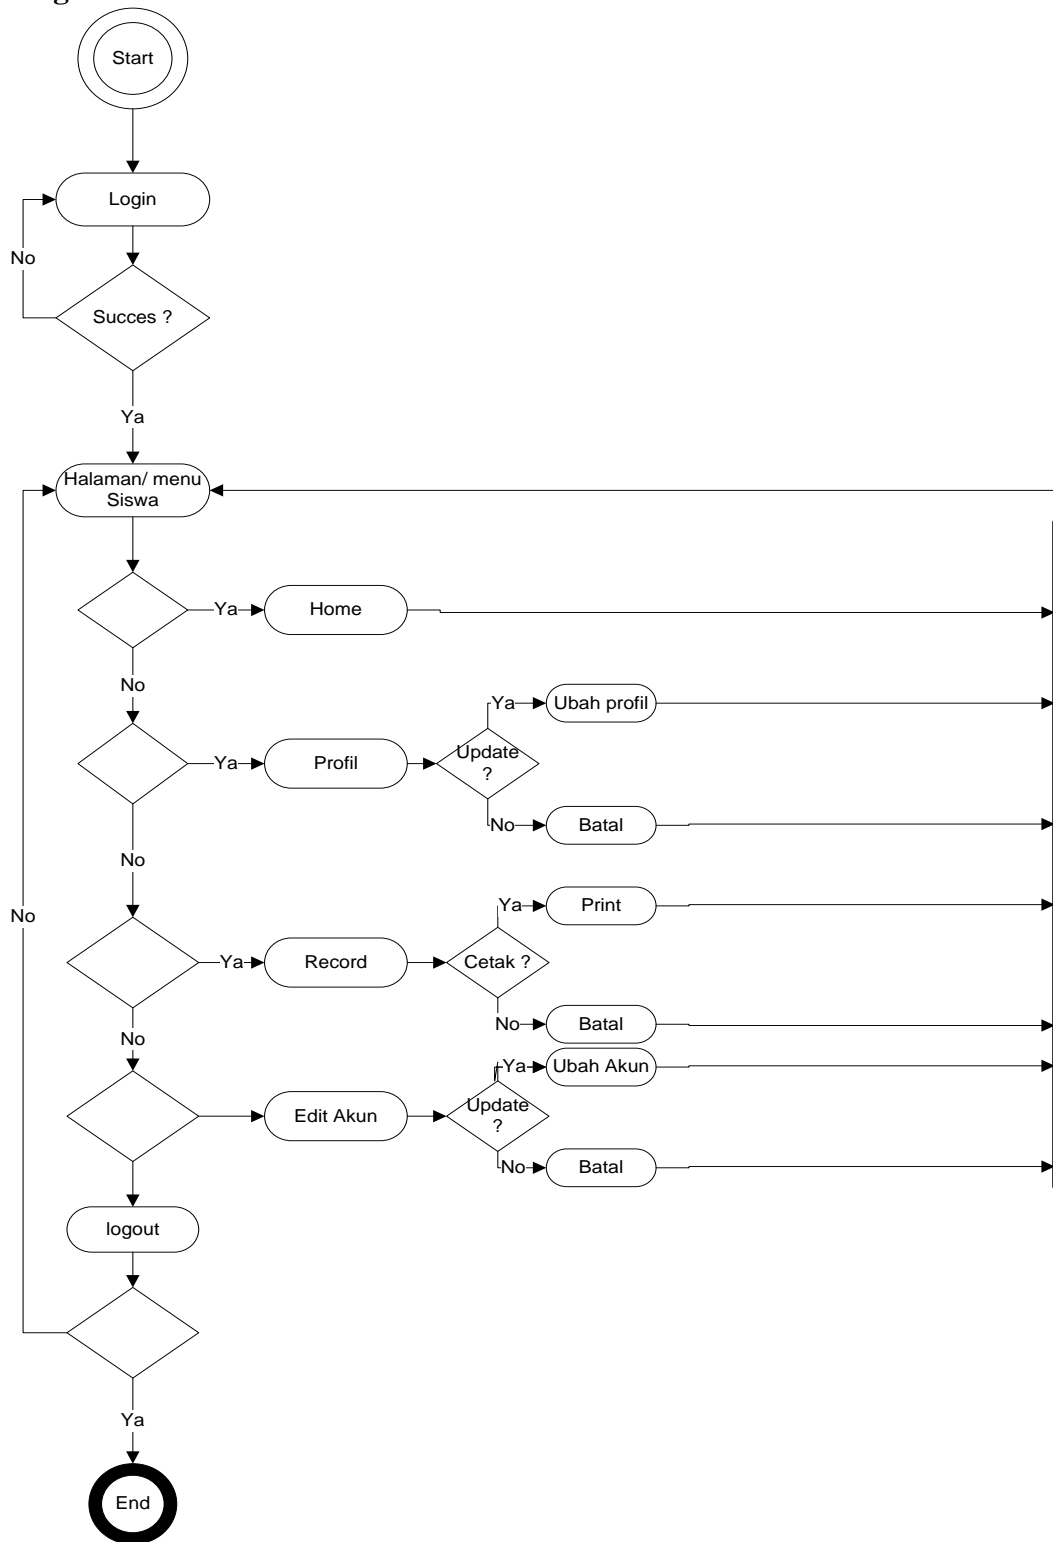 Start
Login
No
Succes ?
Ya
Halaman/ menu
Siswa
Ya
Home
No
Ya
Ubah profil
Ya
Profil
Update
?
No
Batal
No
No
Ya
Print
Ya
Record
Cetak ?
No
Batal
No
Ya
Ubah Akun
Edit Akun
Update
?
No
Batal
logout
Ya
End